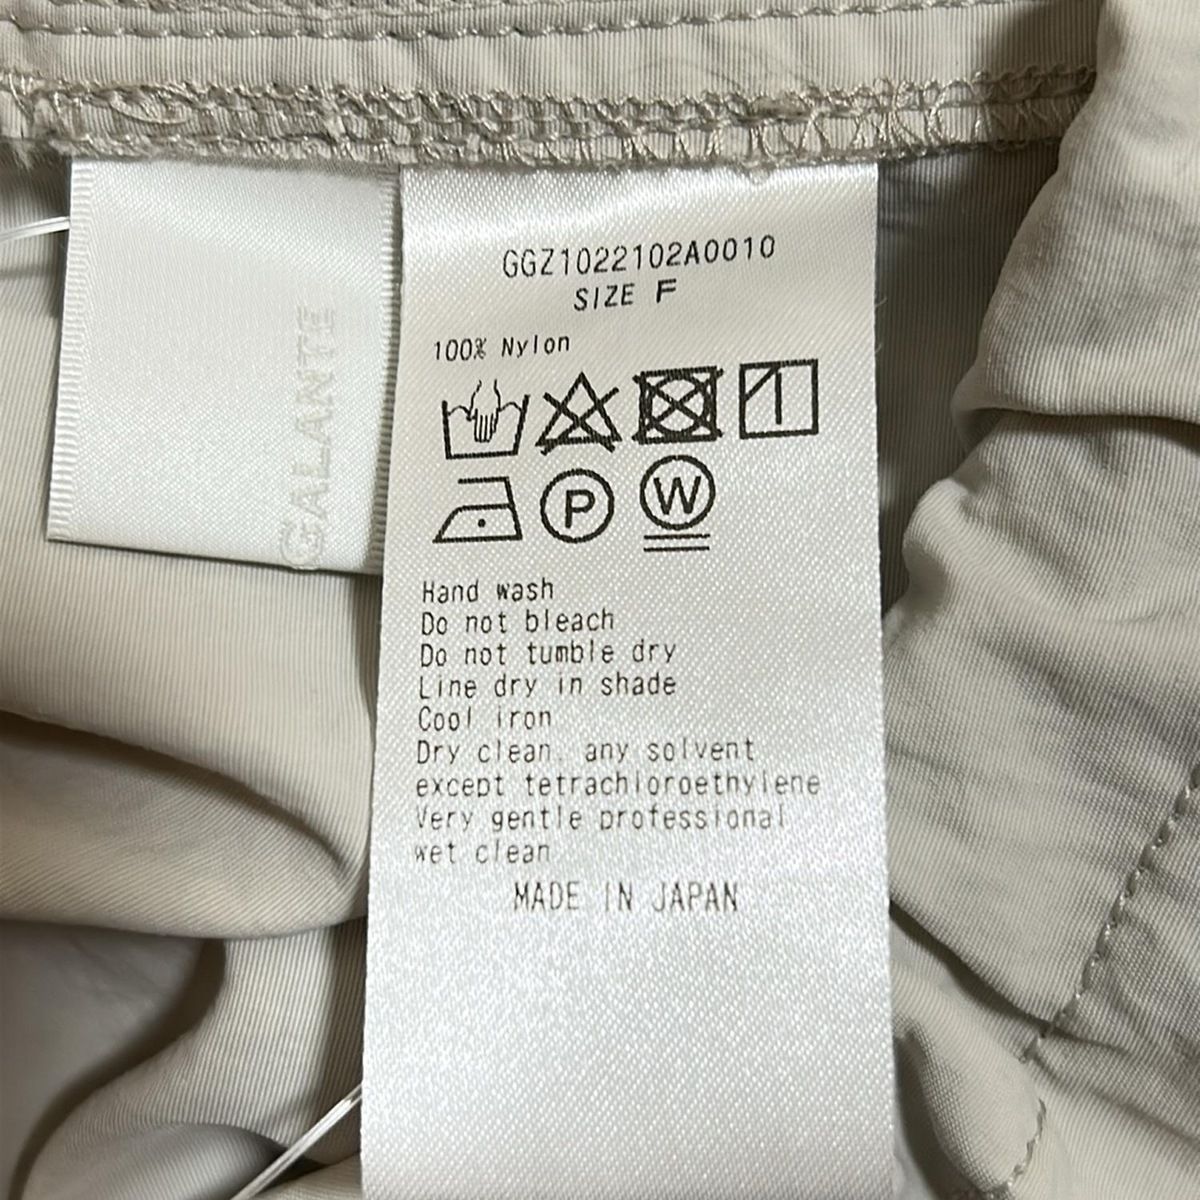 GALANTE
GGZ1022102A0010
SIZE F
100% Nylon
P
W
Hand wash
Do not bleach
Do not tumble dry
Line dry in shade
Cool iron
Dry clean. any solvent
except tetrachloroethylene
Very gentle professional
wet clean
MADE IN JAPAN